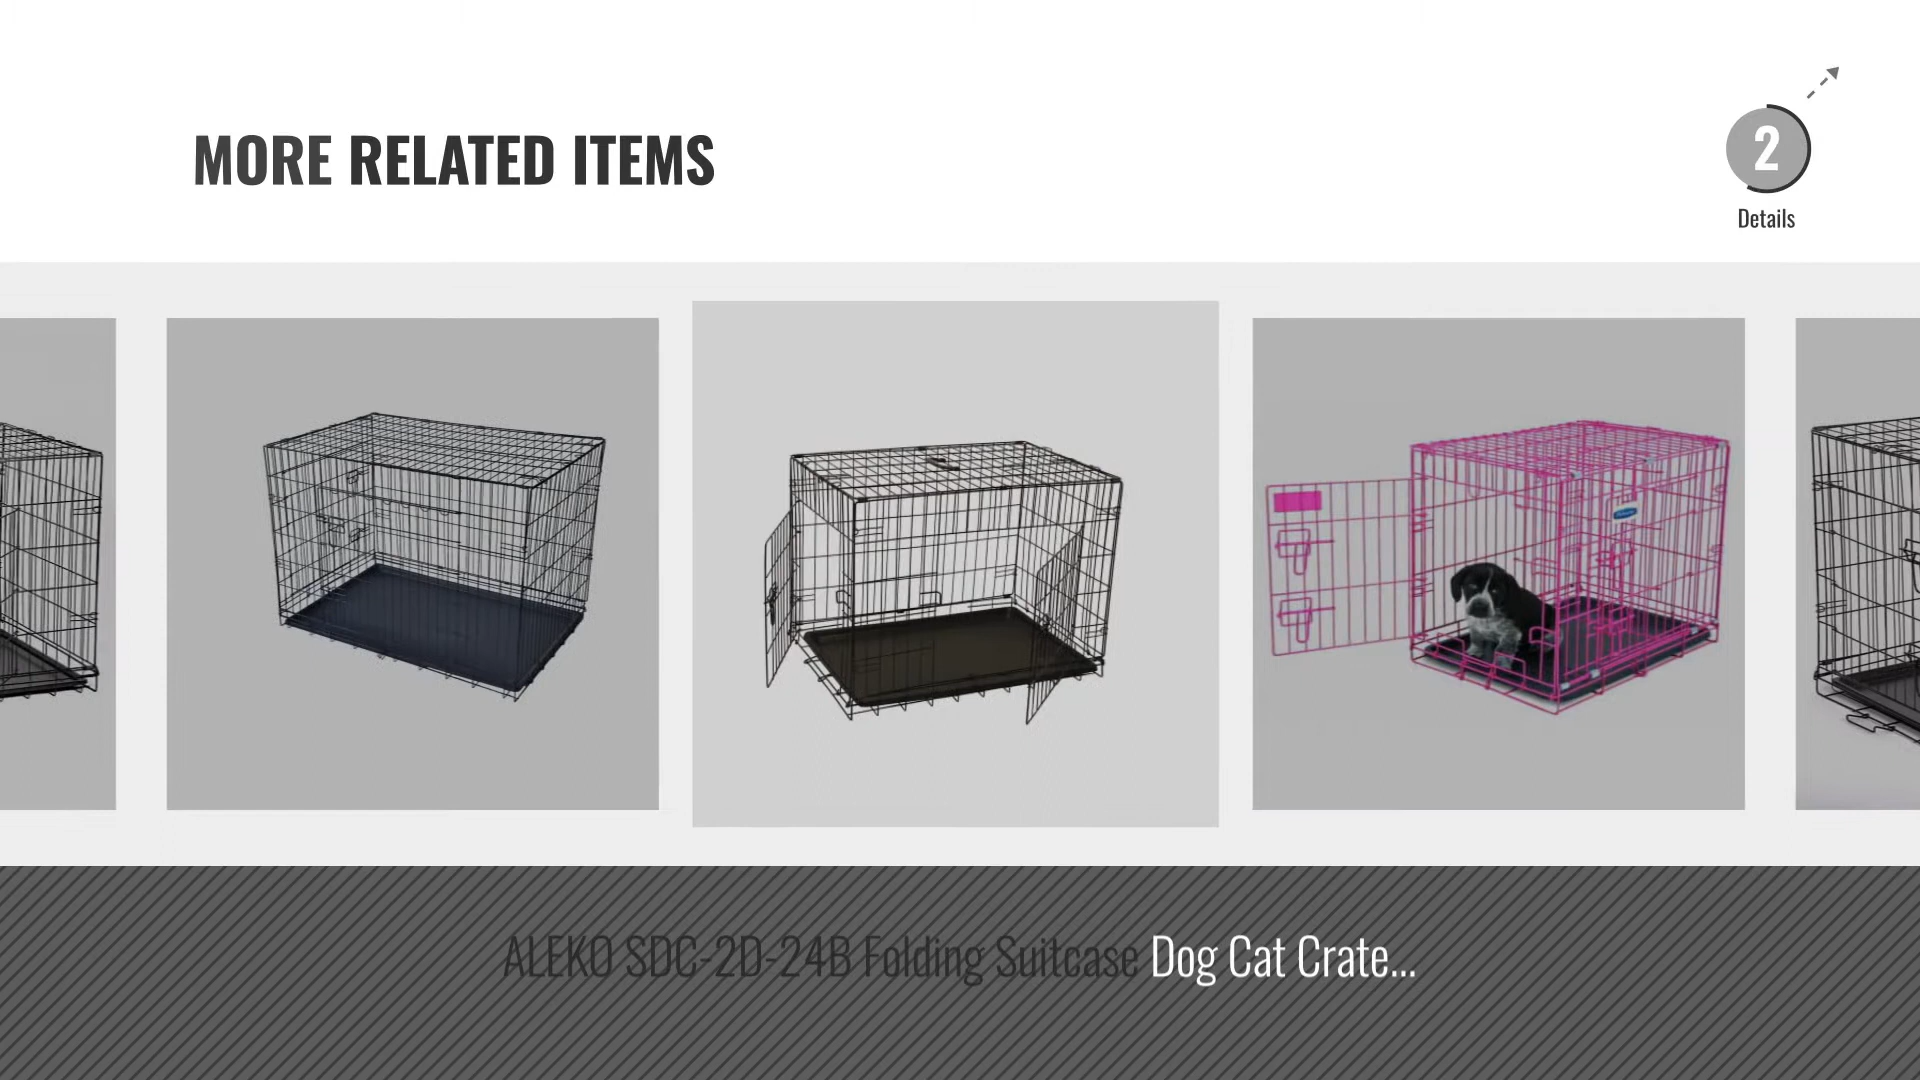 MORE RELATED ITEMS
2
Details
ALEKO SDC-2D-24B Folding Suitcase Dog Cat Crate...